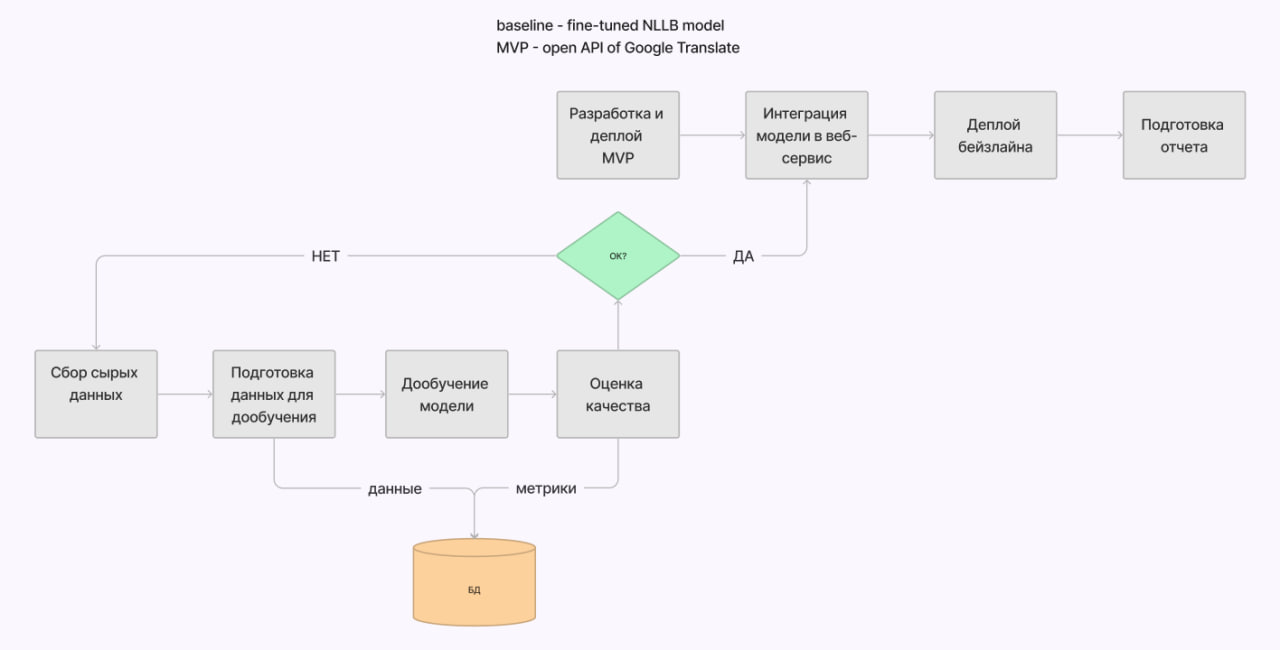 baseline - fine-tuned NLLB model
MVP - open API of Google Translate
Разработка и
деплой
MVP
Интеграция
модели в веб-
сервис
Деплой
бейзлайна
Подготовка
отчета
НЕТ
ОК?
ДА
Сбор сырых
данных
Подготовка
данных для
дообучения
Дообучение
модели
Оценка
качества
данные
метрики
БД